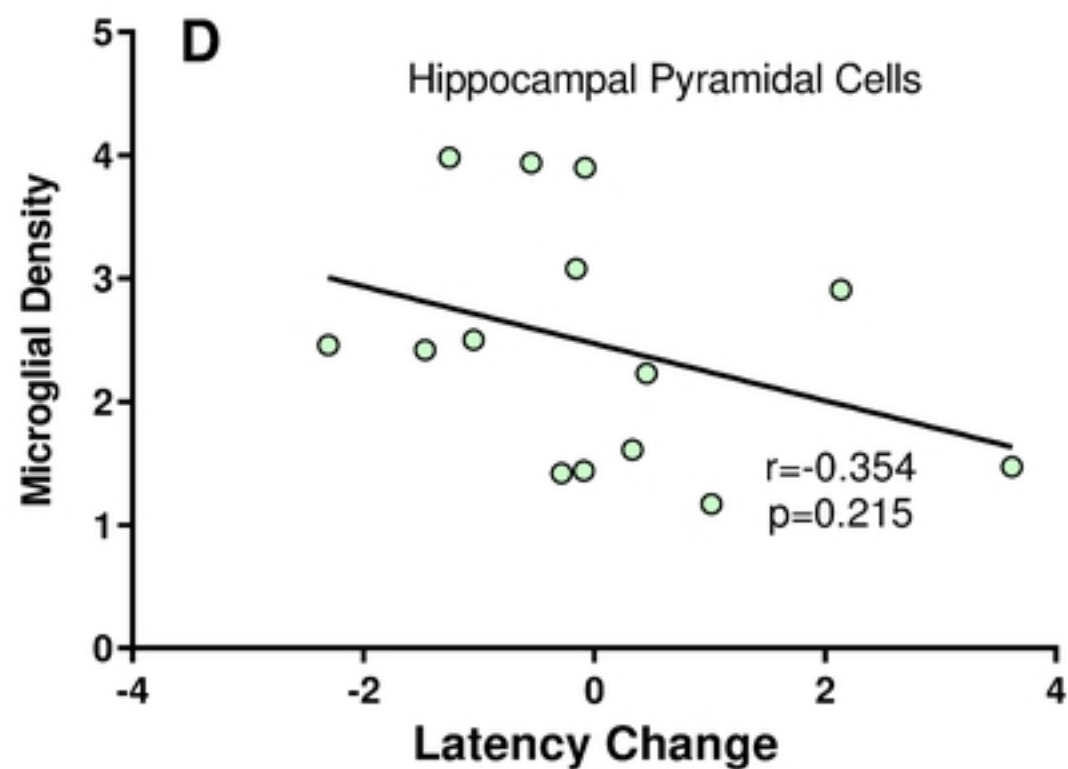 D
Hippocampal Pyramidal Cells
5
4
3
2
1
0
Microglial Density
r=-0.354
p=0.215
-4
-2
0
2
4
Latency Change